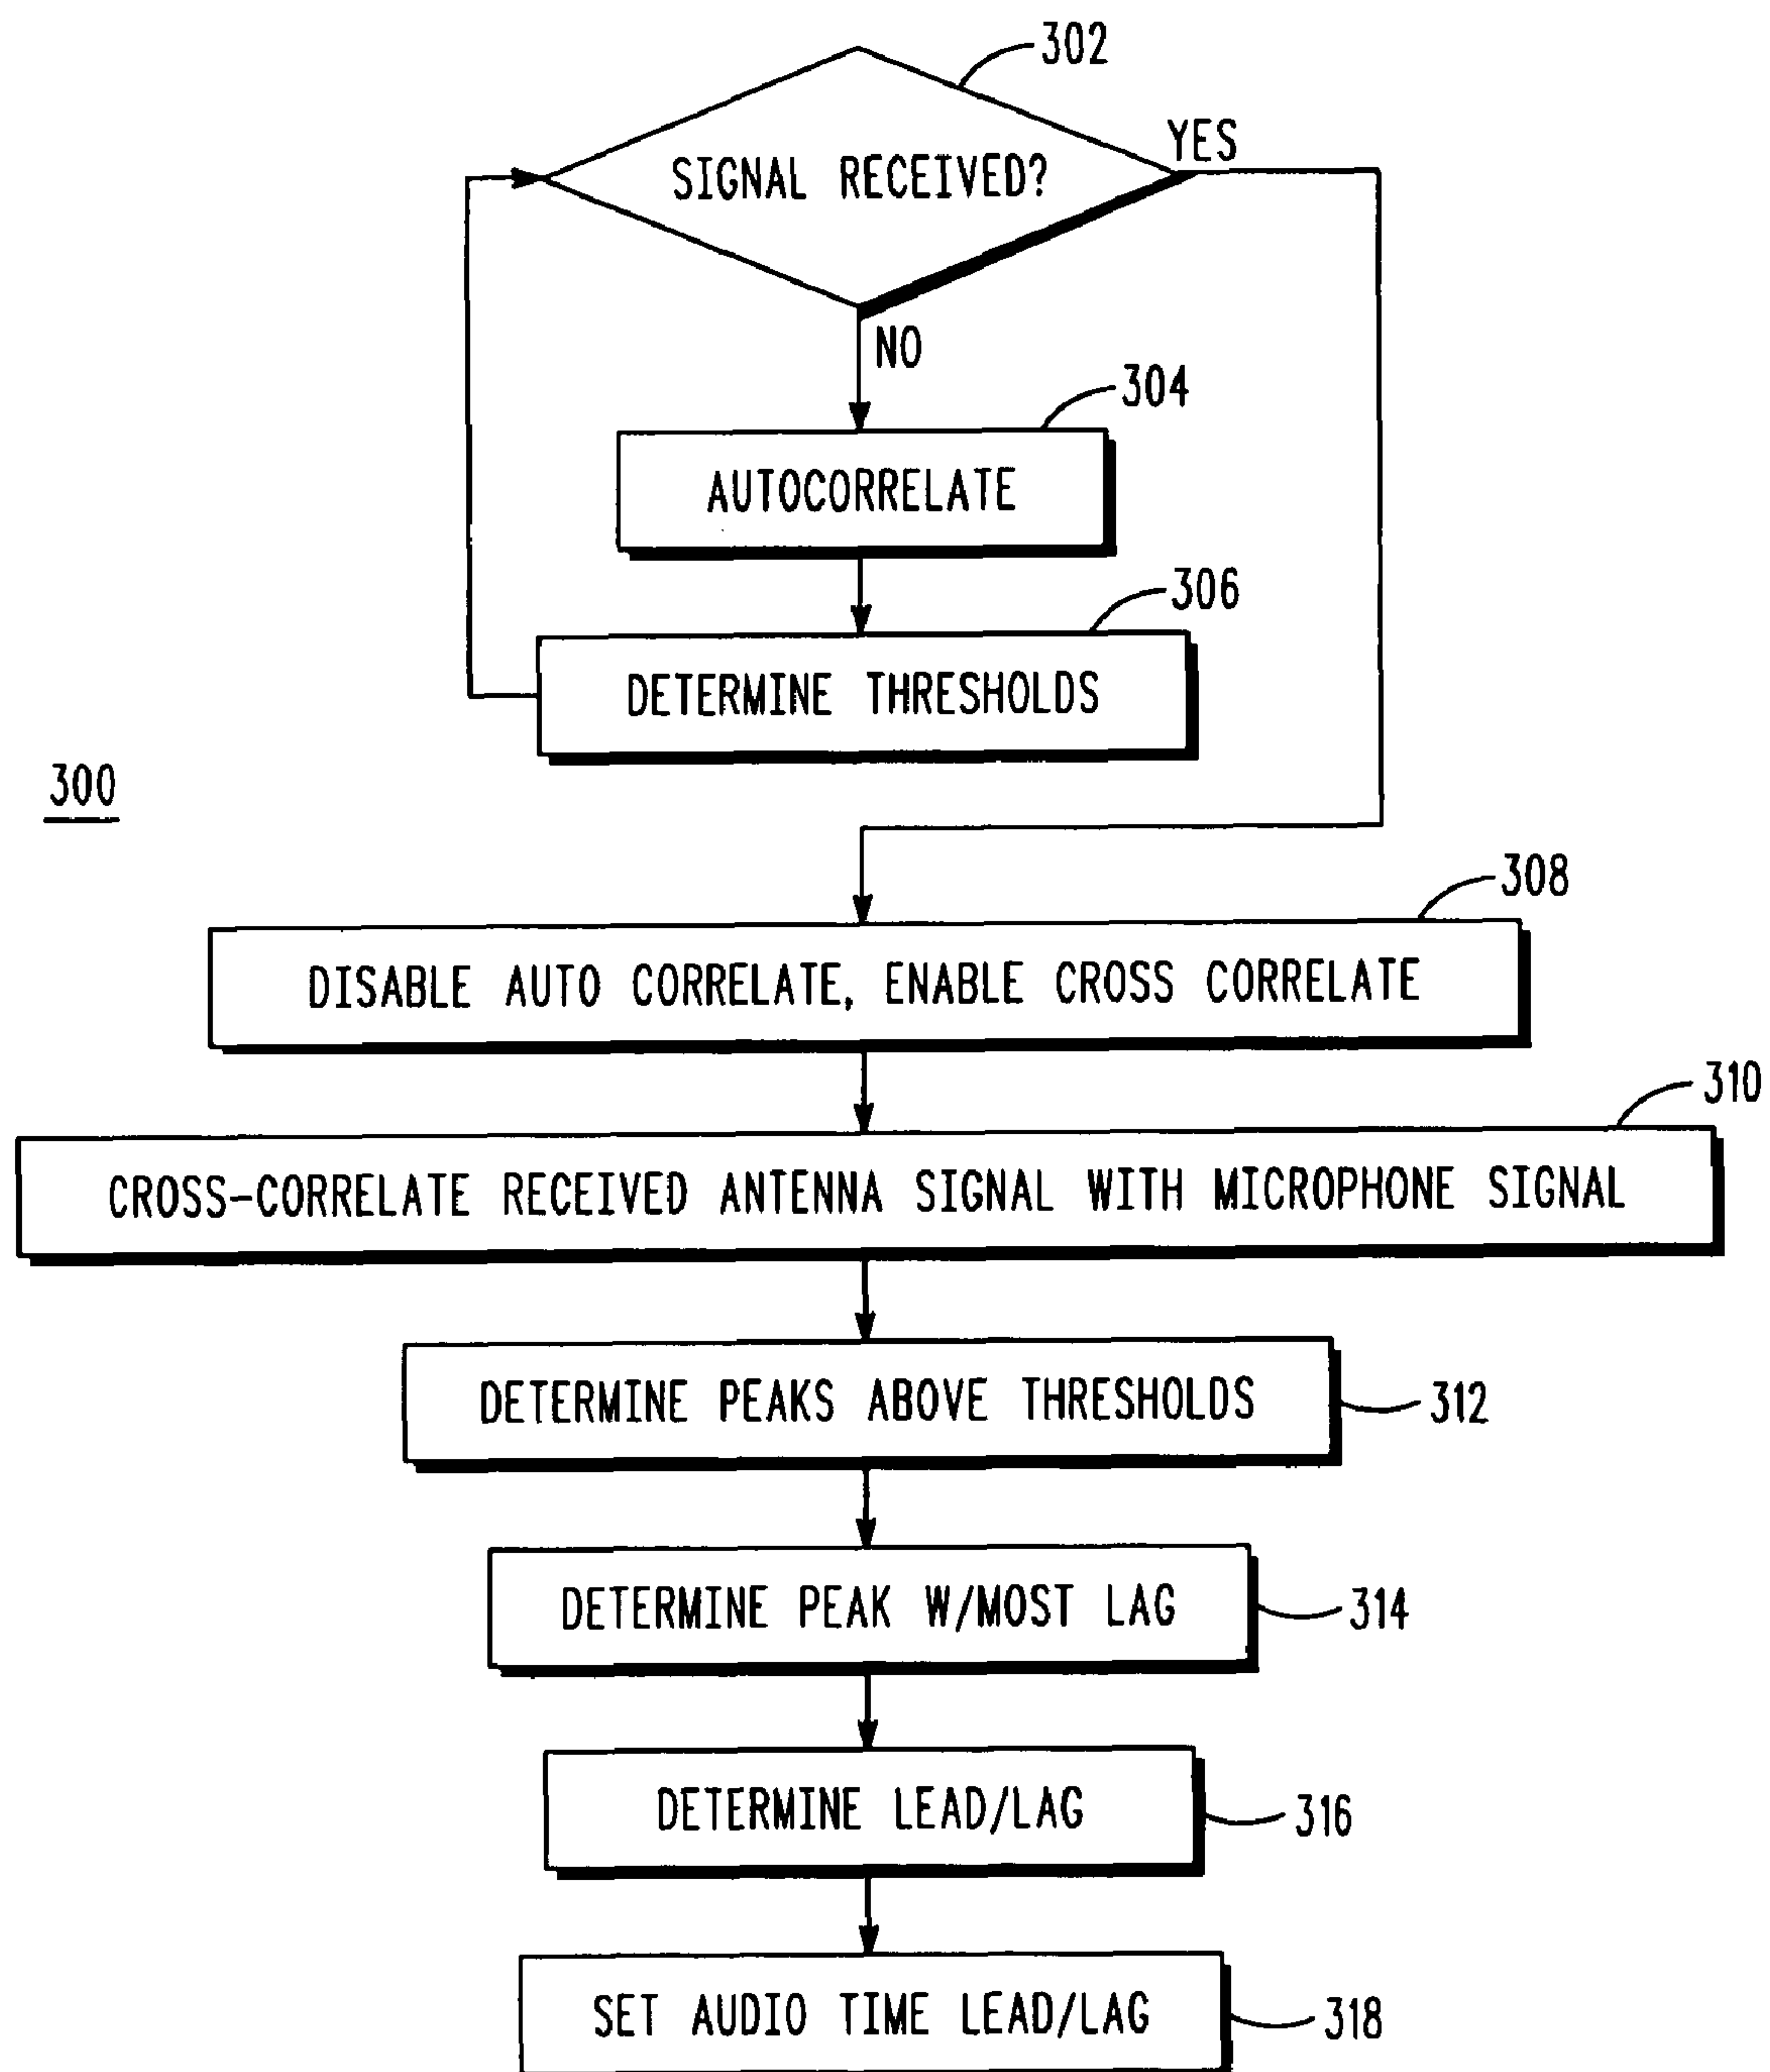 302
SIGNAL RECEIVED?
YES
NO
304
AUTOCORRELATE
306
DETERMINE THRESHOLDS
300
308
DISABLE AUTO CORRELATE, ENABLE CROSS CORRELATE
310
CROSS-CORRELATE RECEIVED ANTENNA SIGNAL WITH MICROPHONE SIGNAL
DETERMINE PEAKS ABOVE THRESHOLDS
312
DETERMINE PEAK W/MOST LAG
314
DETERMINE LEAD/LAG
316
SET AUDIO TIME LEAD/LAG
318